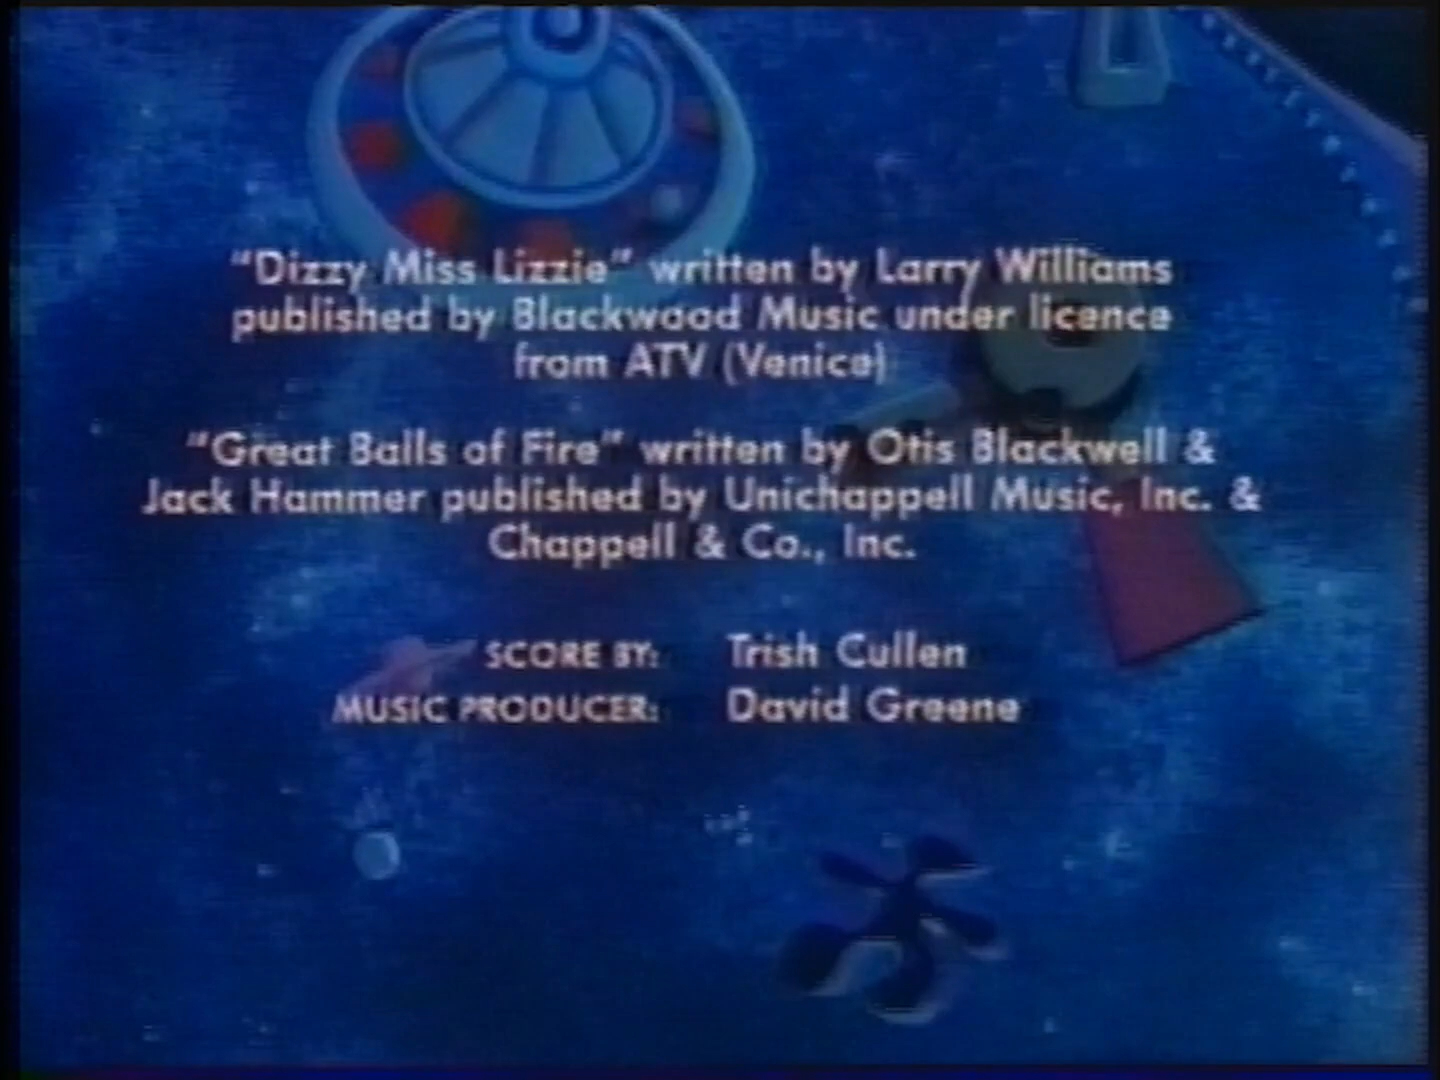 “Dizzy Miss Lizzie” written by Larry Williams
published by Blackwood Music under licence
from ATV (Venice)
“Great Balls of Fire” written by Otis Blackwell &
Jack Hammer published by Unichappell Music, Inc. &
Chappell & Co., Inc.
SCORE BY: Trish Cullen
MUSIC PRODUCER: David Greene